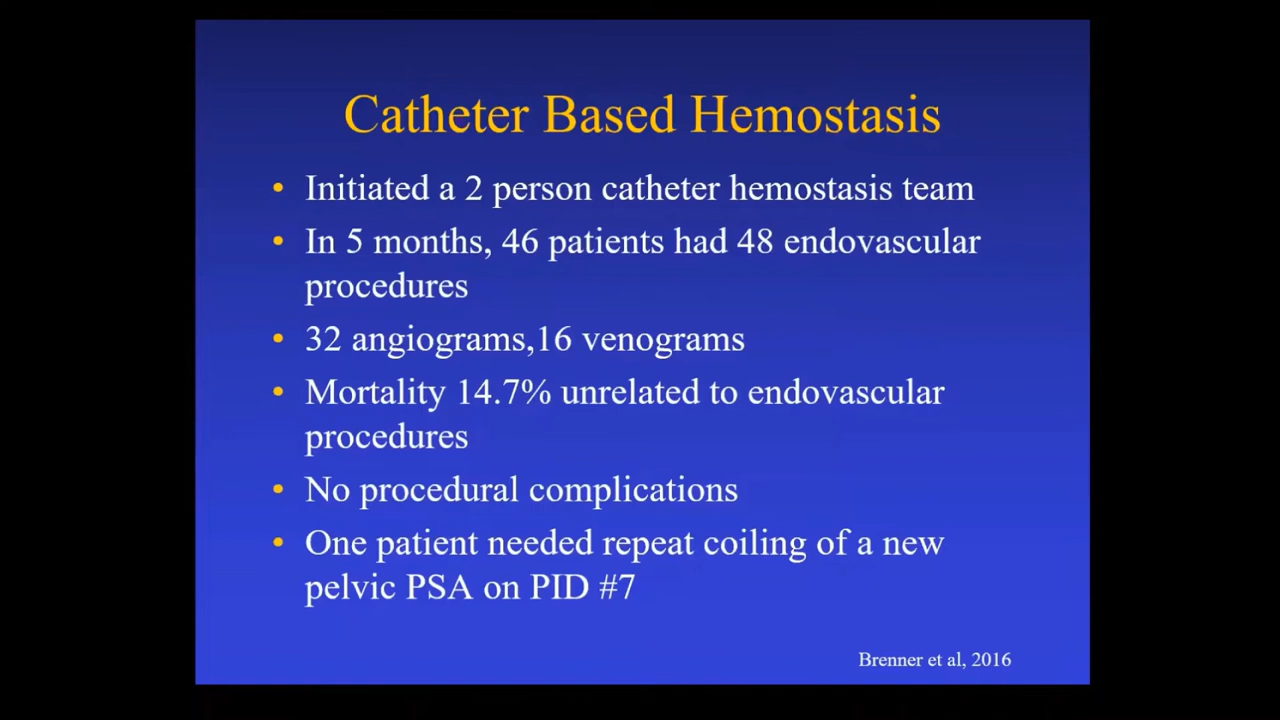 Catheter Based Hemostasis
• Initiated a 2 person catheter hemostasis team
• In 5 months, 46 patients had 48 endovascular
procedures
• 32 angiograms,16 venograms
• Mortality 14.7% unrelated to endovascular
procedures
• No procedural complications
• One patient needed repeat coiling of a new
pelvic PSA on PID #7
Brenner et al, 2016